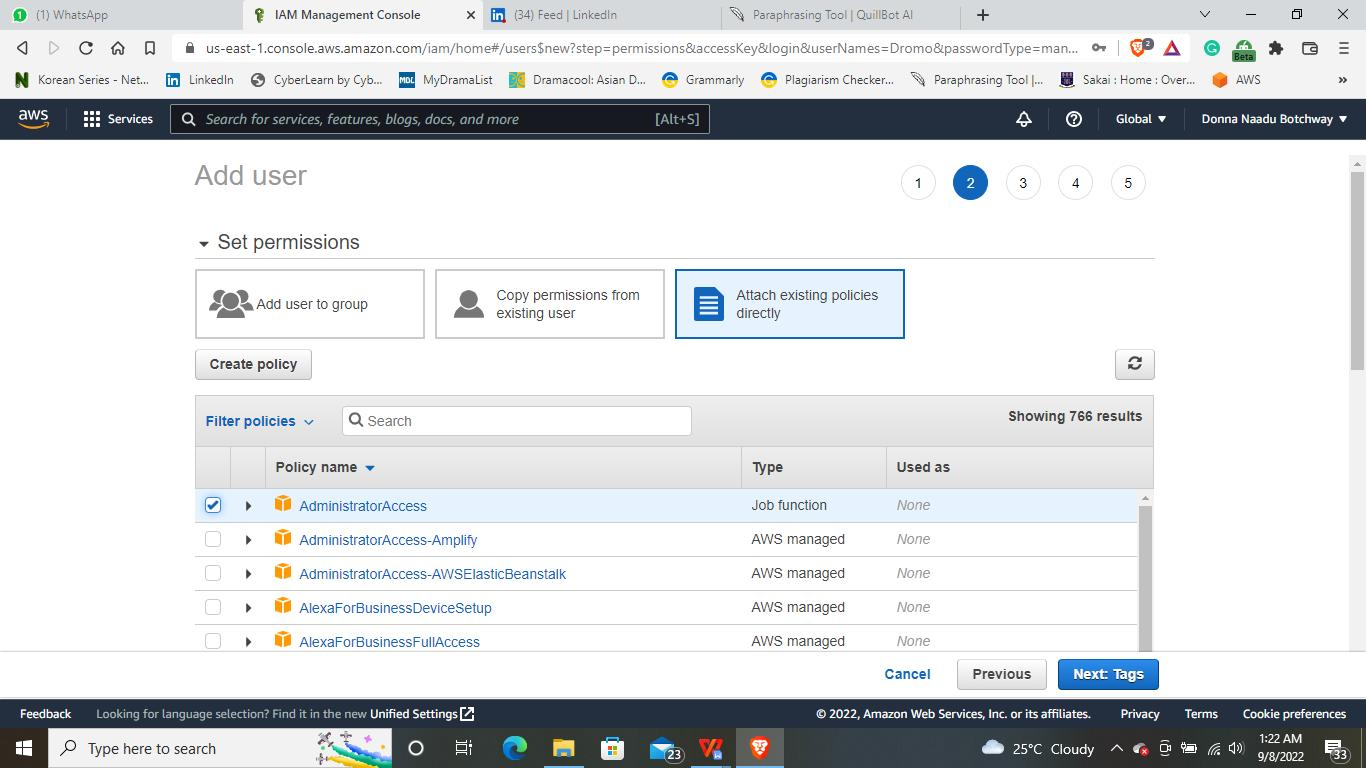 (1) WhatsApp
IAM Management Console
(34) Feed | LinkedIn
Paraphrasing Tool | QuillBot AI
us-east-1.console.aws.amazon.com/iam/home#/users$new?step=permissions&accessKey&login&userNames=Dromo&passwordType=man...
2
Beta
Korean Series - Net...
LinkedIn
CyberLearn by Cyb...
MDL
MyDramaList
Dramacool: Asian D...
Grammarly
Plagiarism Checker...
Paraphrasing Tool |...
Sakai : Home : Over...
AWS
aws
Services
Search for services, features, blogs, docs, and more
[Alt+S]
Global
Donna Naadu Botchway
Add user
1
2
3
4
5
Set permissions
Add user to group
Copy permissions from
existing user
Attach existing policies
directly
Create policy
Filter policies
Search
Showing 766 results
Policy name
Type
Used as
AdministratorAccess
Job function
None
AdministratorAccess-Amplify
AWS managed
None
AdministratorAccess-AWSElasticBeanstalk
AWS managed
None
AlexaForBusinessDeviceSetup
AWS managed
None
AlexaForBusinessFullAccess
AWS managed
None
Cancel
Previous
Next: Tags
Feedback
Looking for language selection? Find it in the new Unified Settings
© 2022, Amazon Web Services, Inc. or its affiliates.
Privacy
Terms
Cookie preferences
Type here to search
23
25°C Cloudy
1:22 AM
9/8/2022
33